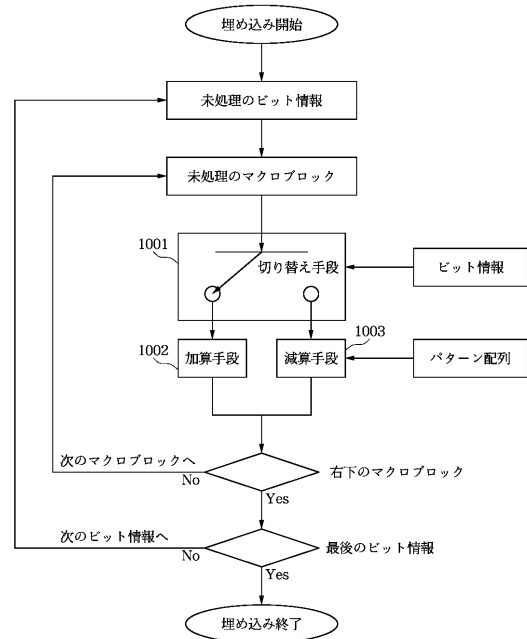 埋め込み開始
未処理のビット情報
未処理のマクロブロック
1001
切り替え手段
ビット情報
1002
加算手段
減算手段
1003
パターン配列
次のマクロブロックへ
No
右下のマクロブロック
Yes
次のビット情報へ
No
最後のビット情報
Yes
埋め込み終了